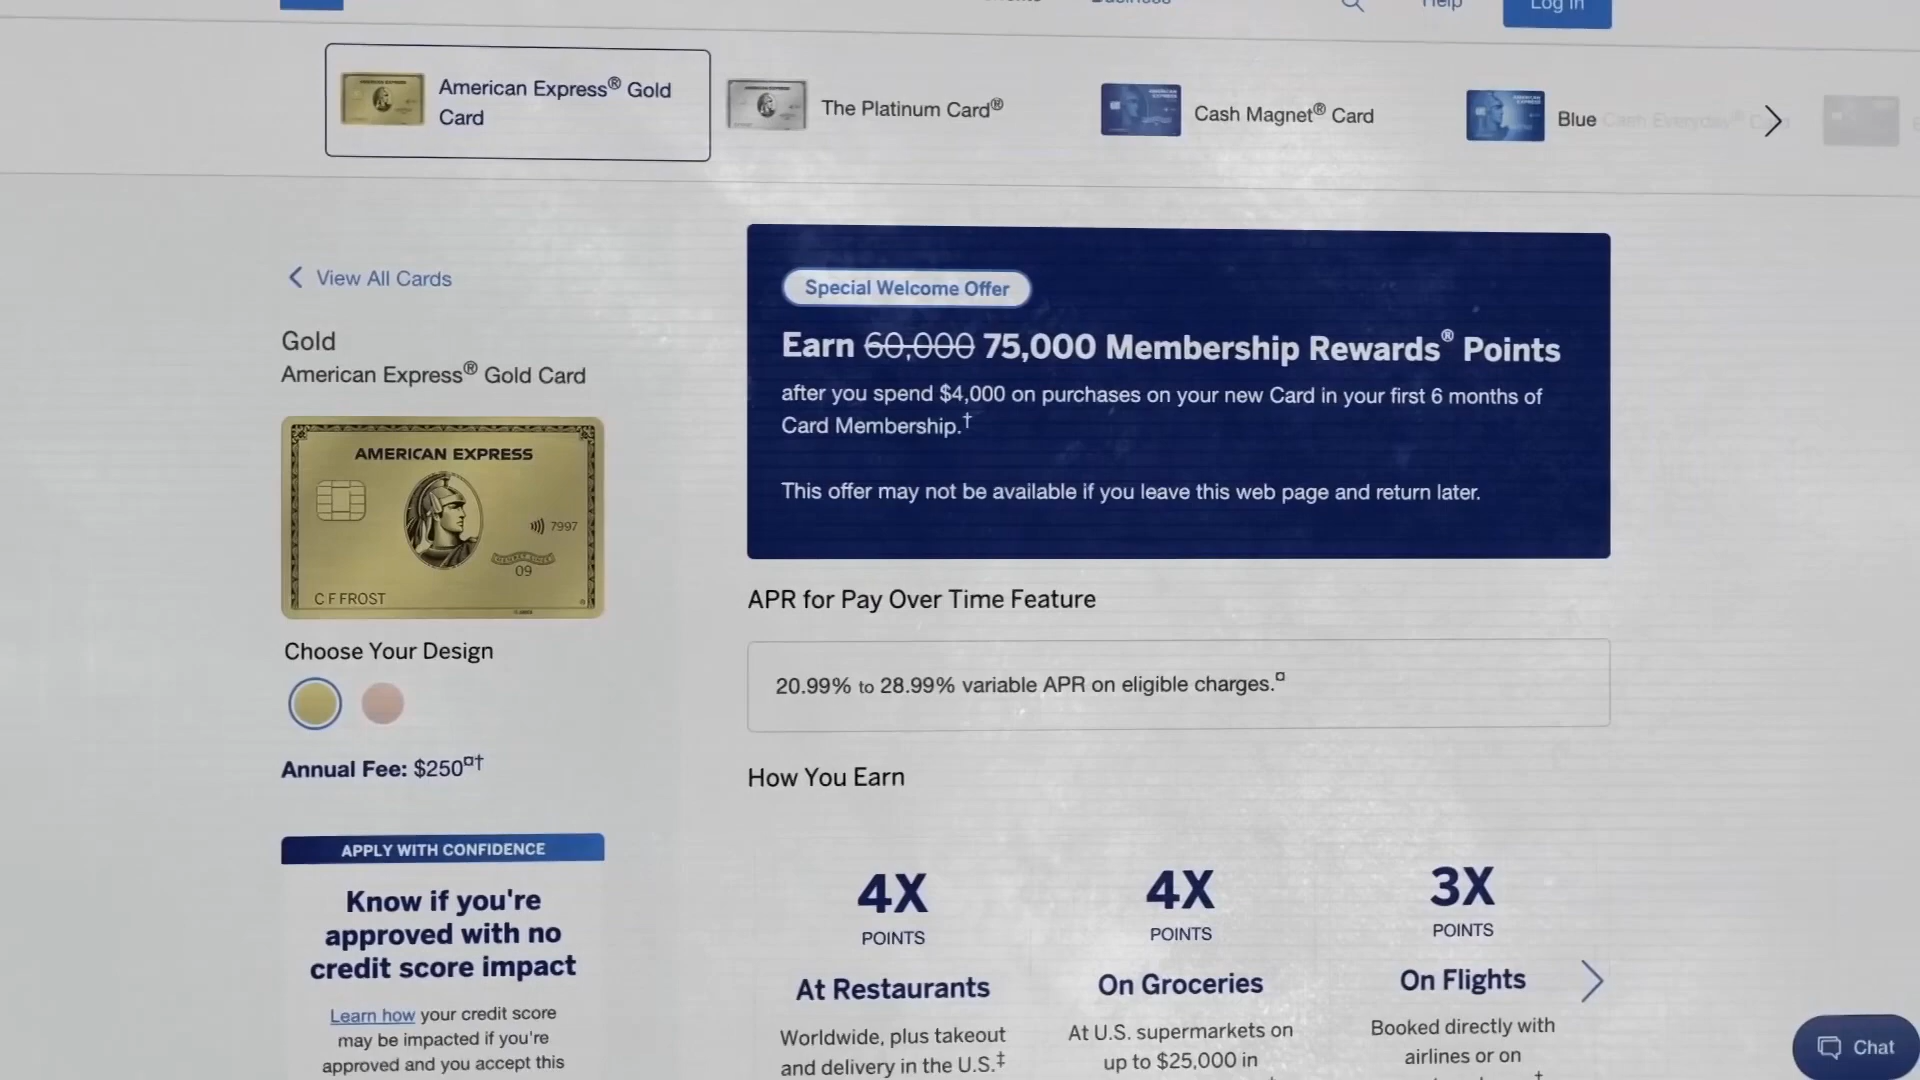 Help
Log In
American Express® Gold
Card
The Platinum Card®
Cash Magnet® Card
Blue Cash Everyday®
View All Cards
Gold
American Express® Gold Card
AMERICAN EXPRESS
7997
MEMBER SINCE
09
C F FROST
Choose Your Design
Annual Fee: $250¤†
APPLY WITH CONFIDENCE
Know if you're
approved with no
credit score impact
Learn how your credit score
may be impacted if you're
approved and you accept this
Special Welcome Offer
Earn 60,000 75,000 Membership Rewards® Points
after you spend $4,000 on purchases on your new Card in your first 6 months of
Card Membership.†
This offer may not be available if you leave this web page and return later.
APR for Pay Over Time Feature
20.99% to 28.99% variable APR on eligible charges.¤
How You Earn
4X
POINTS
At Restaurants
Worldwide, plus takeout
and delivery in the U.S.‡
4X
POINTS
On Groceries
At U.S. supermarkets on
up to $25,000 in
3X
POINTS
On Flights
Booked directly with
airlines or on
Chat